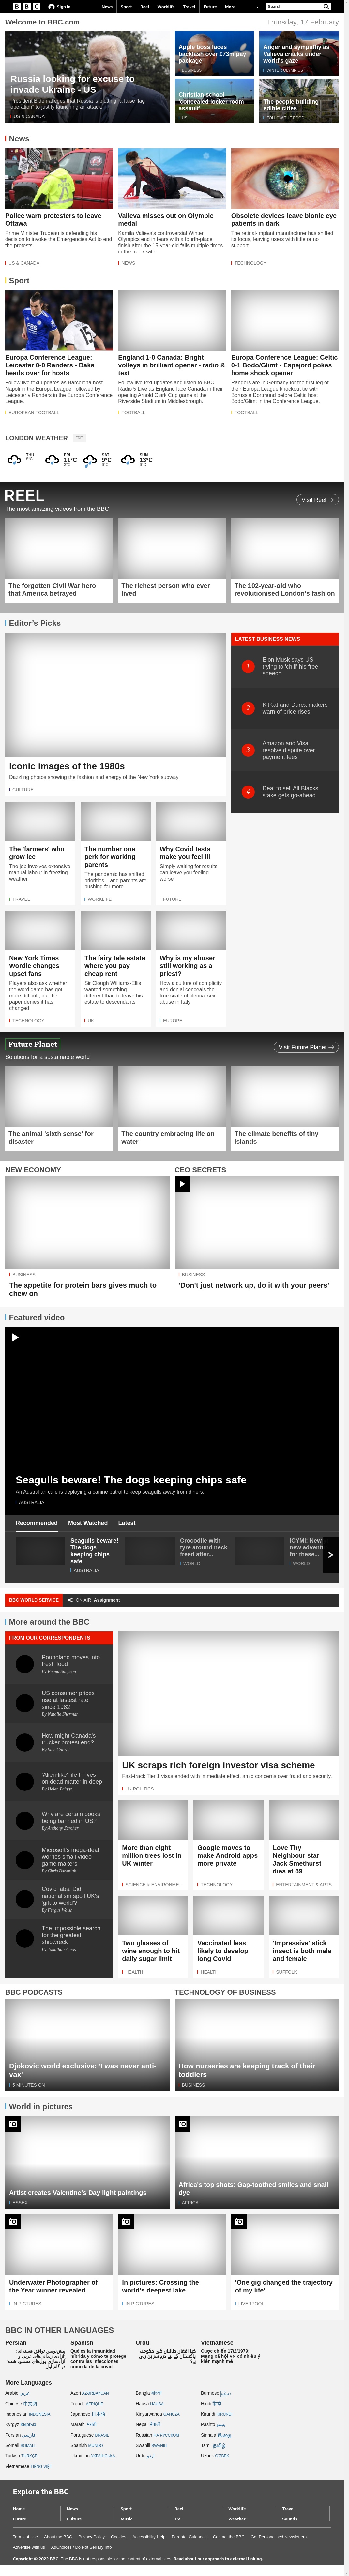 BBC
Sign in
News
Sport
Reel
Worklife
Travel
Future
More
Search
Welcome to BBC.com
Thursday, 17 February
Russia looking for excuse to
invade Ukraine - US
President Biden argues that Russia is plotting "a false flag
operation" to justify launching an attack.
US & CANADA
Apple boss faces
backlash over £73m pay
package
BUSINESS
Anger and sympathy as
Valieva cracks under
world's gaze
WINTER OLYMPICS
Christian school
'concealed locker room
assault'
US
The people building
edible cities
FOLLOW THE FOOD
News
Police warn protesters to leave
Ottawa
Prime Minister Trudeau is defending his
decision to invoke the Emergencies Act to end
the protests.
US & CANADA
Valieva misses out on Olympic
medal
Kamila Valieva's controversial Winter
Olympics end in tears with a fourth-place
finish after the 15-year-old falls multiple times
in the free skate.
NEWS
Obsolete devices leave bionic eye
patients in dark
The retinal-implant manufacturer has shifted
its focus, leaving users with little or no
support.
TECHNOLOGY
Sport
Europa Conference League:
Leicester 0-0 Randers - Daka
heads over for hosts
Follow live text updates as Barcelona host
Napoli in the Europa League, followed by
Leicester v Randers in the Europa Conference
League.
EUROPEAN FOOTBALL
England 1-0 Canada: Bright
volleys in brilliant opener - radio &
text
Follow live text updates and listen to BBC
Radio 5 Live as England face Canada in their
opening Arnold Clark Cup game at the
Riverside Stadium in Middlesbrough.
FOOTBALL
Europa Conference League: Celtic
0-1 Bodo/Glimt - Espejord pokes
home shock opener
Rangers are in Germany for the first leg of
their Europa League knockout tie with
Borussia Dortmund before Celtic host
Bodo/Glimt in the Conference League.
FOOTBALL
LONDON WEATHER
THU
FRI
11°C
3°C
SAT
9°C
6°C
SUN
13°C
6°C
REEL
Visit Reel
The most amazing videos from the BBC
The forgotten Civil War hero
that America betrayed
The richest person who ever
lived
The 102-year-old who
revolutionised London's fashion
Editor's Picks
Iconic images of the 1980s
Dazzling photos showing the fashion and energy of the New York subway
CULTURE
LATEST BUSINESS NEWS
1
Elon Musk says US
trying to 'chill' his free
speech
2
KitKat and Durex makers
warn of price rises
3
Amazon and Visa
resolve dispute over
payment fees
4
Deal to sell All Blacks
stake gets go-ahead
The 'farmers' who
grow ice
The job involves extensive
manual labour in freezing
weather
TRAVEL
The number one
perk for working
parents
The pandemic has shifted
priorities – and parents are
pushing for more
WORKLIFE
Why Covid tests
make you feel ill
Simply waiting for results
can leave you feeling
worse
FUTURE
New York Times
Wordle changes
upset fans
Players also ask whether
the word game has got
more difficult, but the
paper denies it has
changed
TECHNOLOGY
The fairy tale estate
where you pay
cheap rent
Sir Clough Williams-Ellis
wanted something
different than to leave his
estate to descendants
UK
Why is my abuser
still working as a
priest?
How a culture of complicity
and denial conceals the
true scale of clerical sex
abuse in Italy
EUROPE
Future Planet
Visit Future Planet
Solutions for a sustainable world
The animal 'sixth sense' for
disaster
The country embracing life on
water
The climate benefits of tiny
islands
NEW ECONOMY
BUSINESS
The appetite for protein bars gives much to
chew on
CEO SECRETS
BUSINESS
'Don't just network up, do it with your peers'
Featured video
Seagulls beware! The dogs keeping chips safe
An Australian cafe is deploying a canine patrol to keep seagulls away from diners.
AUSTRALIA
Recommended
Most Watched
Latest
Seagulls beware!
The dogs
keeping chips
safe
AUSTRALIA
Crocodile with
tyre around neck
freed after...
WORLD
ICYMI: New
new adventu
for these...
WORLD
BBC WORLD SERVICE
ON AIR: Assignment
More around the BBC
FROM OUR CORRESPONDENTS
Poundland moves into
fresh food
By Emma Simpson
US consumer prices
rise at fastest rate
since 1982
By Natalie Sherman
How might Canada's
trucker protest end?
By Sam Cabral
'Alien-like' life thrives
on dead matter in deep
By Helen Briggs
Why are certain books
being banned in US?
By Anthony Zurcher
Microsoft's mega-deal
worries small video
game makers
By Chris Baraniuk
Covid jabs: Did
nationalism spoil UK's
'gift to world'?
By Fergus Walsh
The impossible search
for the greatest
shipwreck
By Jonathan Amos
UK scraps rich foreign investor visa scheme
Fast-track Tier 1 visas ended with immediate effect, amid concerns over fraud and security.
UK POLITICS
More than eight
million trees lost in
UK winter
SCIENCE & ENVIRONME...
Google moves to
make Android apps
more private
TECHNOLOGY
Love Thy
Neighbour star
Jack Smethurst
dies at 89
ENTERTAINMENT & ARTS
Two glasses of
wine enough to hit
daily sugar limit
HEALTH
Vaccinated less
likely to develop
long Covid
HEALTH
'Impressive' stick
insect is both male
and female
SUFFOLK
BBC PODCASTS
Djokovic world exclusive: 'I was never anti-
vax'
5 MINUTES ON.
TECHNOLOGY OF BUSINESS
How nurseries are keeping track of their
toddlers
BUSINESS
World in pictures
Artist creates Valentine's Day light paintings
ESSEX
Africa's top shots: Gap-toothed smiles and snail
dye
AFRICA
Underwater Photographer of
the Year winner revealed
IN PICTURES
In pictures: Crossing the
world's deepest lake
IN PICTURES
'One gig changed the trajectory
of my life'
LIVERPOOL
BBC IN OTHER LANGUAGES
Persian
Spanish
Qué es la inmunidad
híbrida y cómo te protege
contra las infecciones
como la de la covid
Urdu
Vietnamese
Cuộc chiến 17/2/1979:
Mạng xã hội VN có nhiều ý
kiến mạnh mẽ
More Languages
Arabic عربي
Azeri AZƏRBAYCAN
Bangla বাংলা
Burmese
Chinese 中文网
French AFRIQUE
Hausa HAUSA
Hindi हिन्दी
Indonesian INDONESIA
Japanese 日本語
Kinyarwanda GAHUZA
Kirundi KIRUNDI
Kyrgyz Кыргыз
Marathi मराठी
Nepali नेपाली
Pashto پښتو
Persian فارسی
Portuguese BRASIL
Russian НА РУССКОМ
Sinhala සිංහල
Somali SOMALI
Spanish MUNDO
Swahili SWAHILI
Tamil தமிழ்
Turkish TÜRKÇE
Ukrainian УКРАЇНСЬКA
Urdu اردو
Uzbek O'ZBEK
Vietnamese TIẾNG VIỆT
Explore the BBC
Home
News
Sport
Reel
Worklife
Travel
Future
Culture
Music
TV
Weather
Sounds
Terms of Use
About the BBC
Privacy Policy
Cookies
Accessibility Help
Parental Guidance
Contact the BBC
Get Personalised Newsletters
Advertise with us
AdChoices / Do Not Sell My Info
Copyright © 2022 BBC. The BBC is not responsible for the content of external sites. Read about our approach to external linking.